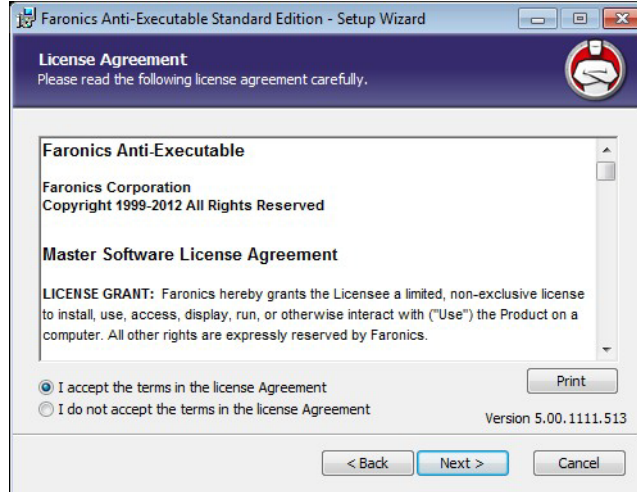 Faronics Anti-Executable Standard Edition - Setup Wizard
License Agreement
Please read the following license agreement carefully.
Faronics Anti-Executable
Faronics Corporation
Copyright 1999-2012 All Rights Reserved
Master Software License Agreement
LICENSE GRANT: Faronics hereby grants the Licensee a limited, non-exclusive license
to install, use, access, display, run, or otherwise interact with ("Use") the Product on a
computer. All other rights are expressly reserved by Faronics.
I accept the terms in the license Agreement
Print
I do not accept the terms in the license Agreement
Version 5.00.1111.513
< Back
Next >
Cancel